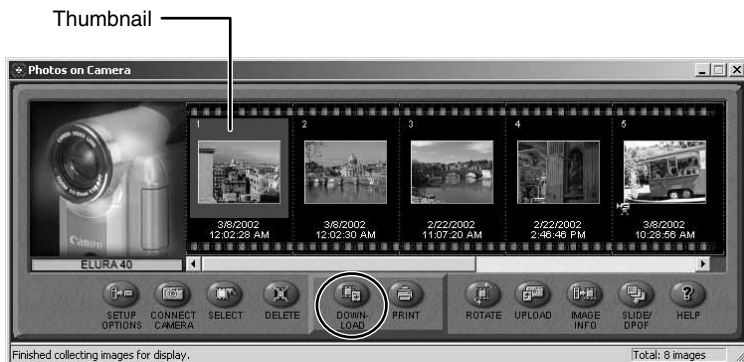 Thumbnail
Photos on Camera
1
2
3
4
5
Canon
3/8/2002
12:02:28 AM
3/8/2002
12:02:30 AM
2/22/2002
11:07:20 AM
2/22/2002
2:46:46 PM
3/8/2002
10:28:56 AM
ELURA 40
SETUP
OPTIONS
CONNECT
CAMERA
SELECT
DELETE
DOWN-
LOAD
PRINT
ROTATE
UPLOAD
IMAGE
INFO
SLIDE/
DPOF
HELP
Finished collecting images for display.
Total: 8 images